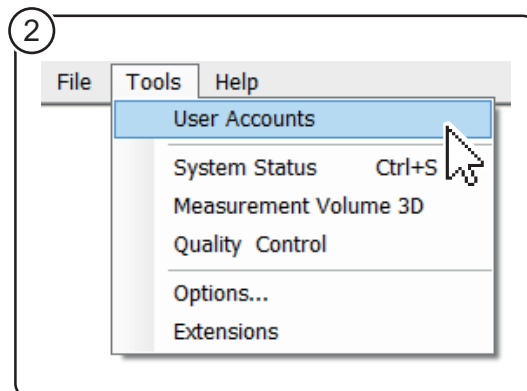 2
File Tools Help
User Accounts
System Status Ctrl+S
Measurement Volume 3D
Quality Control
Options...
Extensions